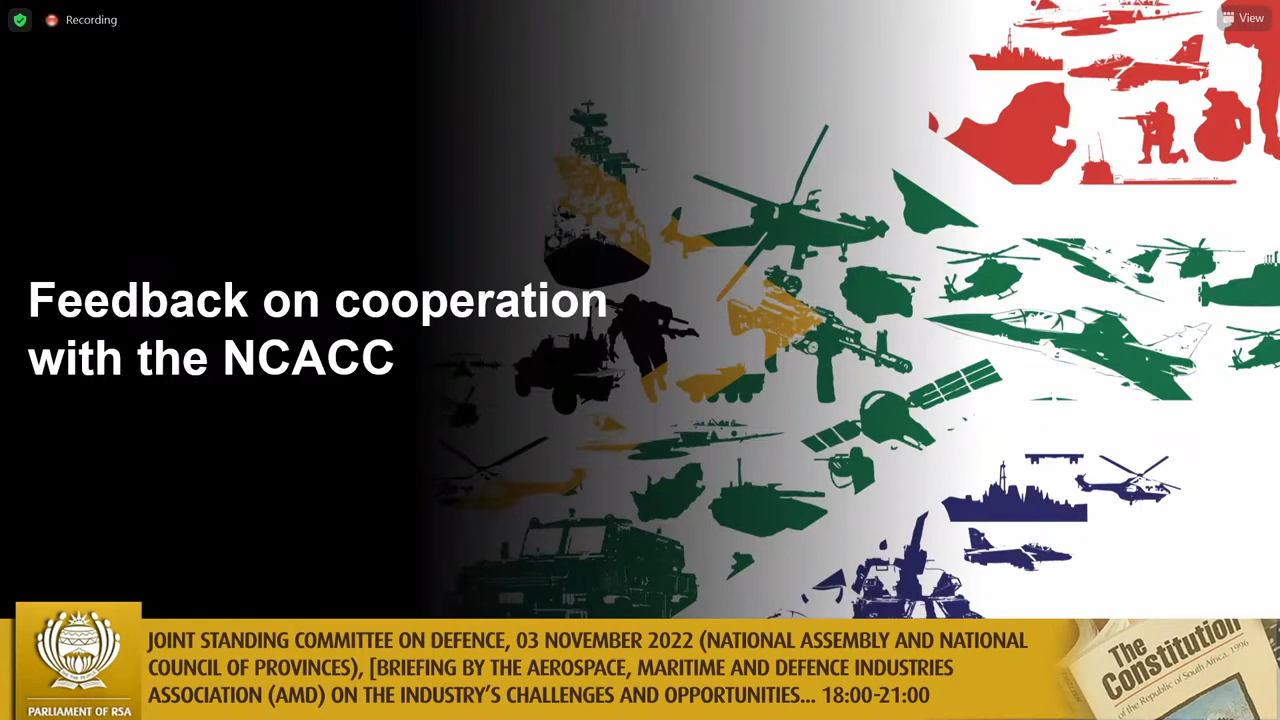 Recording
View
Feedback on cooperation
with the NCACC
JOINT STANDING COMMITTEE ON DEFENCE, 03 NOVEMBER 2022 (NATIONAL ASSEMBLY AND NATIONAL
COUNCIL OF PROVINCES), [BRIEFING BY THE AEROSPACE, MARITIME AND DEFENCE INDUSTRIES
ASSOCIATION (AMD) ON THE INDUSTRY'S CHALLENGES AND OPPORTUNITIES... 18:00-21:00
PARLIAMENT OF RSA
The
Constitution
of the Republic of South Africa, 1996